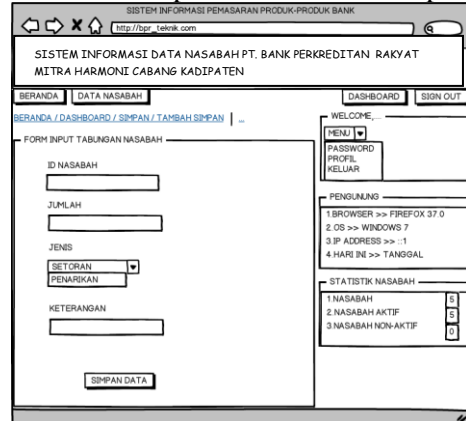 SISTEM INFORMASI PEMASARAN PRODUK-PRODUK BANK
http://bpr_teknik.com
SISTEM INFORMASI DATA NASABAH PT. BANK PERKREDITAN RAKYAT
MITRA HARMONI CABANG KADIPATEN
BERANDA DATA NASABAH DASHBOARD SIGN OUT
BERANDA / DASHBOARD / SIMPAN / TAMBAH SIMPAN | ...
FORM INPUT TABUNGAN NASABAH
ID NASABAH
JUMLAH
JENIS
SETORAN
PENARIKAN
KETERANGAN
SIMPAN DATA
WELCOME,...
MENU
PASSWORD
PROFIL
KELUAR
PENGUNUNG
1.BROWSER >> FIREFOX 37.0
2.OS >> WINDOWS 7
3.IP ADDRESS >> ::1
4.HARI INI >> TANGGAL
STATISTIK NASABAH
1.NASABAH 5
2.NASABAH AKTIF 5
3.NASABAH NON-AKTIF 0